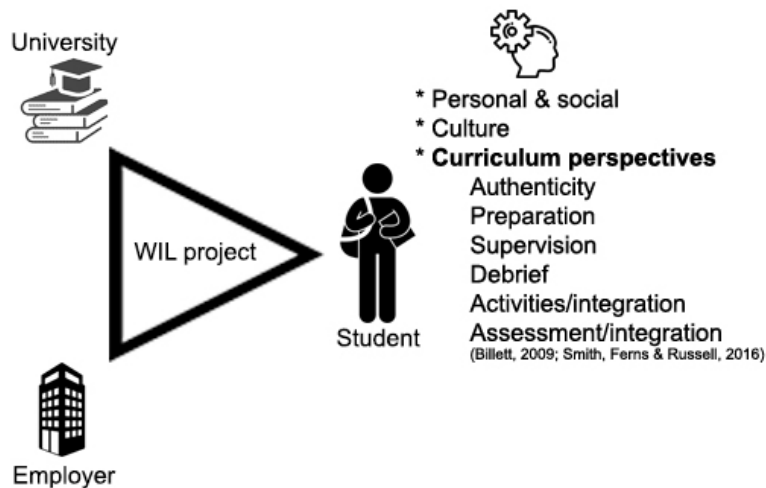 University
WIL project
Employer
Student
* Personal & social
* Culture
* Curriculum perspectives
Authenticity
Preparation
Supervision
Debrief
Activities/integration
Assessment/integration
(Billett, 2009; Smith, Ferns & Russell, 2016)